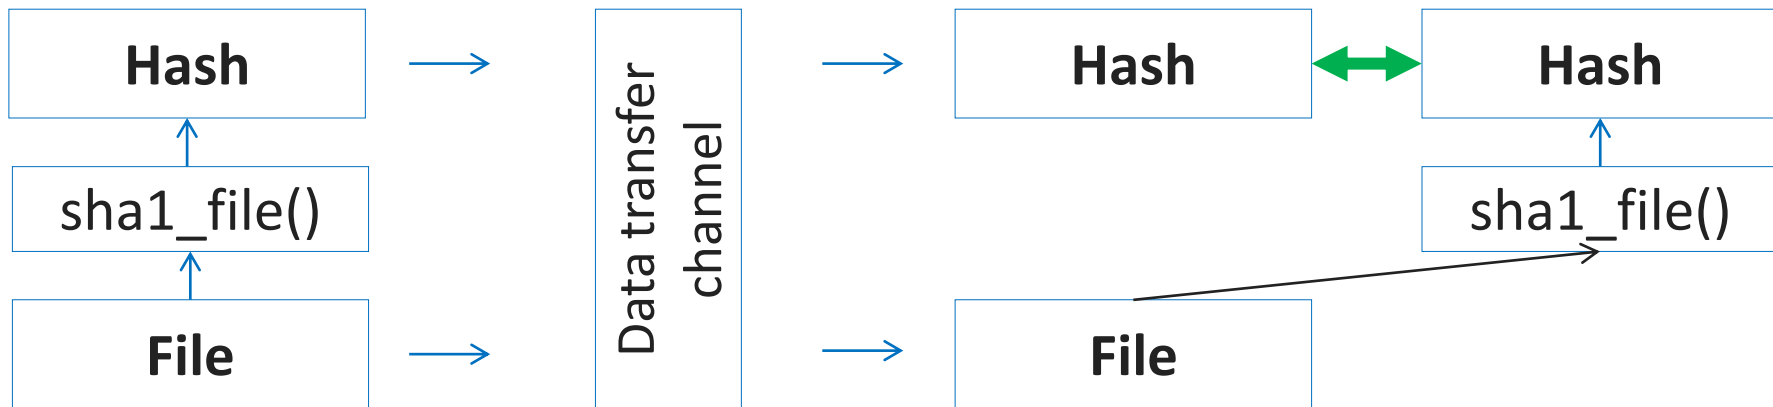 Hash
Hash
Hash
sha1_file()
sha1_file()
Data transfer
channel
File
File